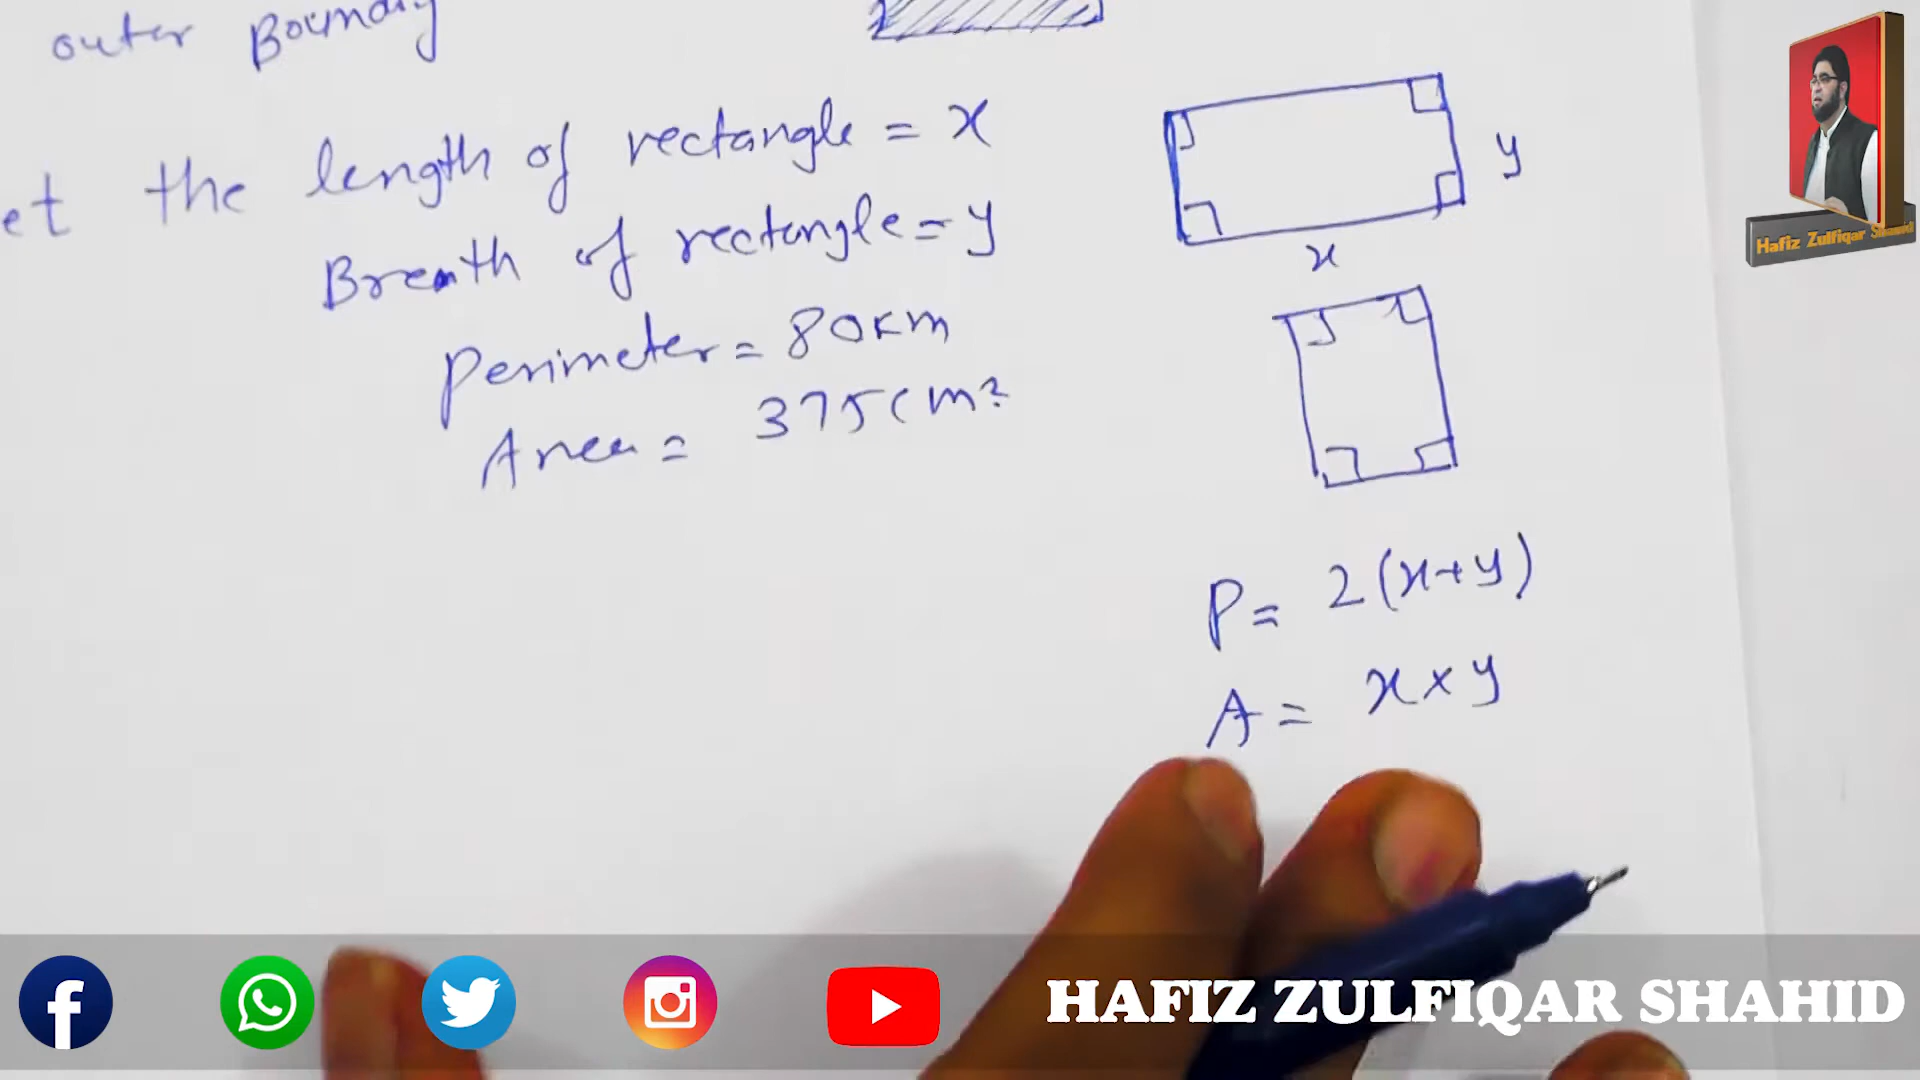 outer Boundary
et the length of rectangle = x
Breath of rectangle = y
Perimeter = 80km
Area = 375cm²
y
x
P = 2(x+y)
A = x × y
Hafiz Zulfiqar Shahid
HAFIZ ZULFIQAR SHAHID